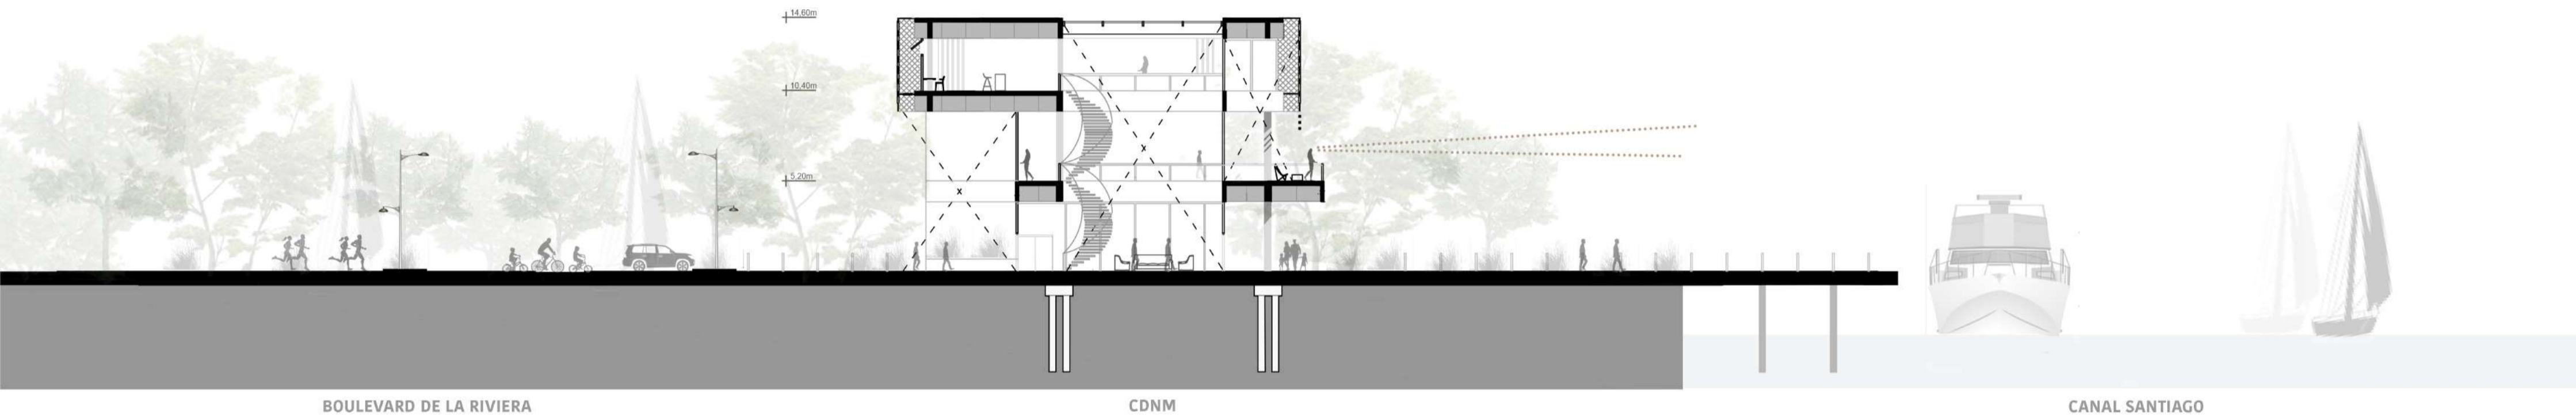 14,60m
10,40m
5,20m
BOULEVARD DE LA RIVIERA
CDNM
CANAL SANTIAGO